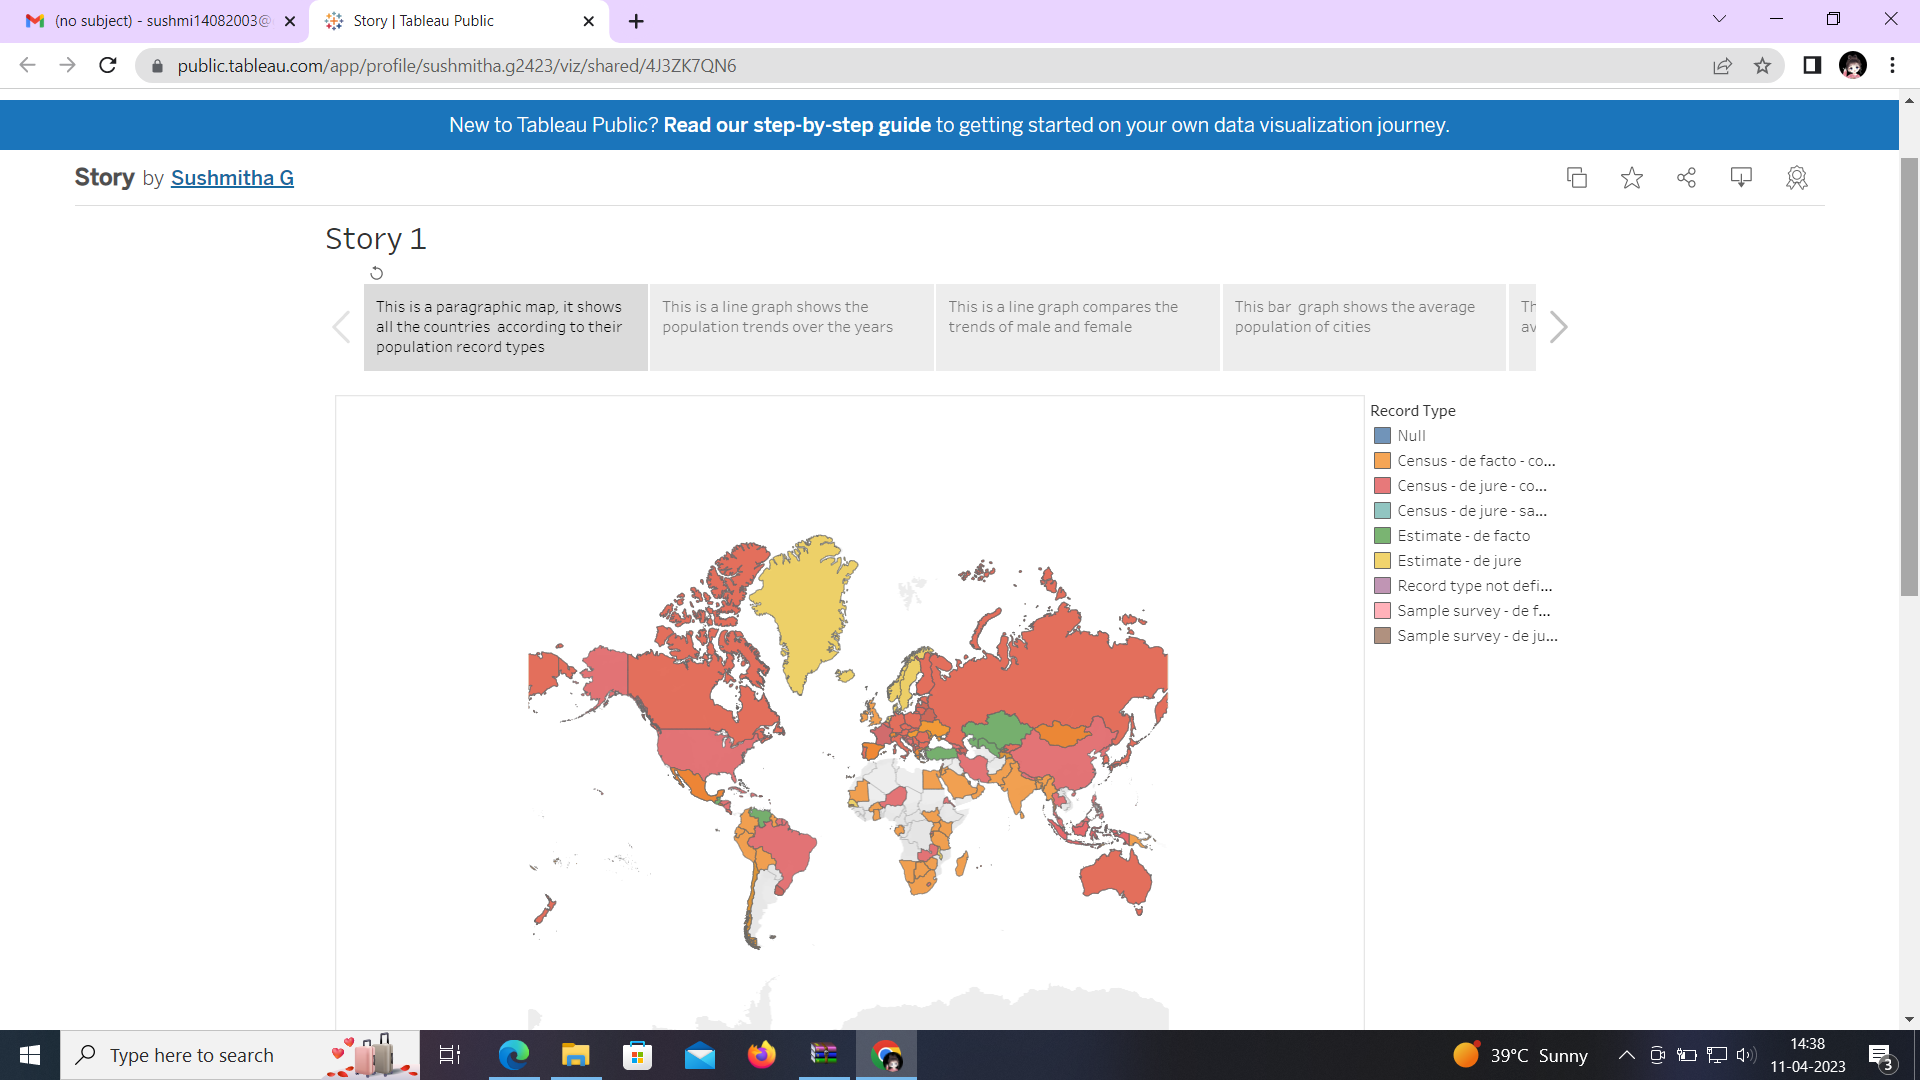 (no subject) - sushmi14082003@
Story | Tableau Public
public.tableau.com/app/profile/sushmitha.g2423/viz/shared/4J3ZK7QN6
New to Tableau Public? Read our step-by-step guide to getting started on your own data visualization journey.
Story by Sushmitha G
Story 1
This is a paragraphic map, it shows
all the countries according to their
population record types
This is a line graph shows the
population trends over the years
This is a line graph compares the
trends of male and female
This bar graph shows the average
population of cities
Th
av
Record Type
Null
Census - de facto - co...
Census - de jure - co...
Census - de jure - sa...
Estimate - de facto
Estimate - de jure
Record type not defi...
Sample survey - de f...
Sample survey - de ju...
Type here to search
39°C Sunny
14:38
11-04-2023
3